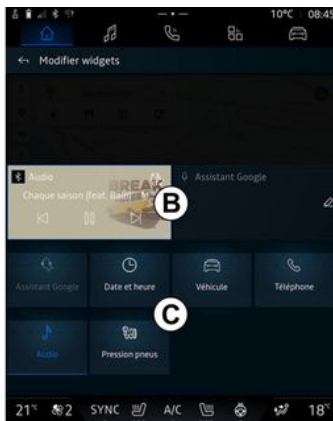 10°C 08:45
Modifier widgets
Audio
Chaque saison (feat.
BREAK
B
Assistant Google
Assistant Google
Date et heure
Véhicule
Téléphone
C
Audio
Pression pneus
21°C 2 SYNC A/C 18°